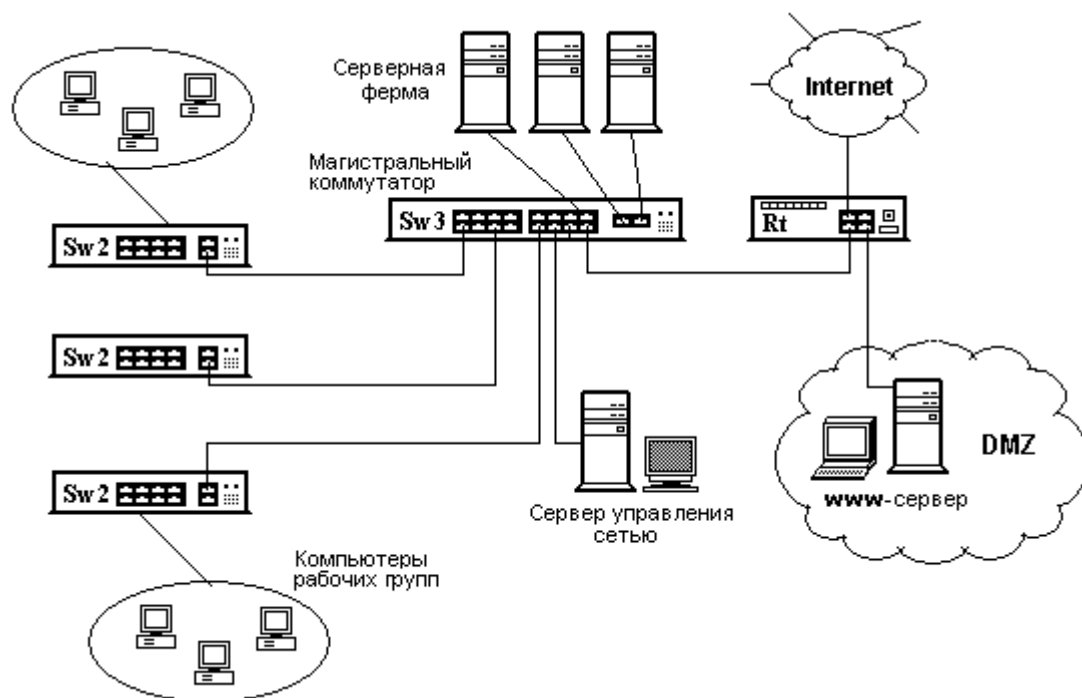 Серверная
ферма
Internet
Магистральный
коммутатор
Sw 2
Sw 3
Rt
Sw 2
DMZ
www-сервер
Sw 2
Сервер управления
сетью
Компьютеры
рабочих групп